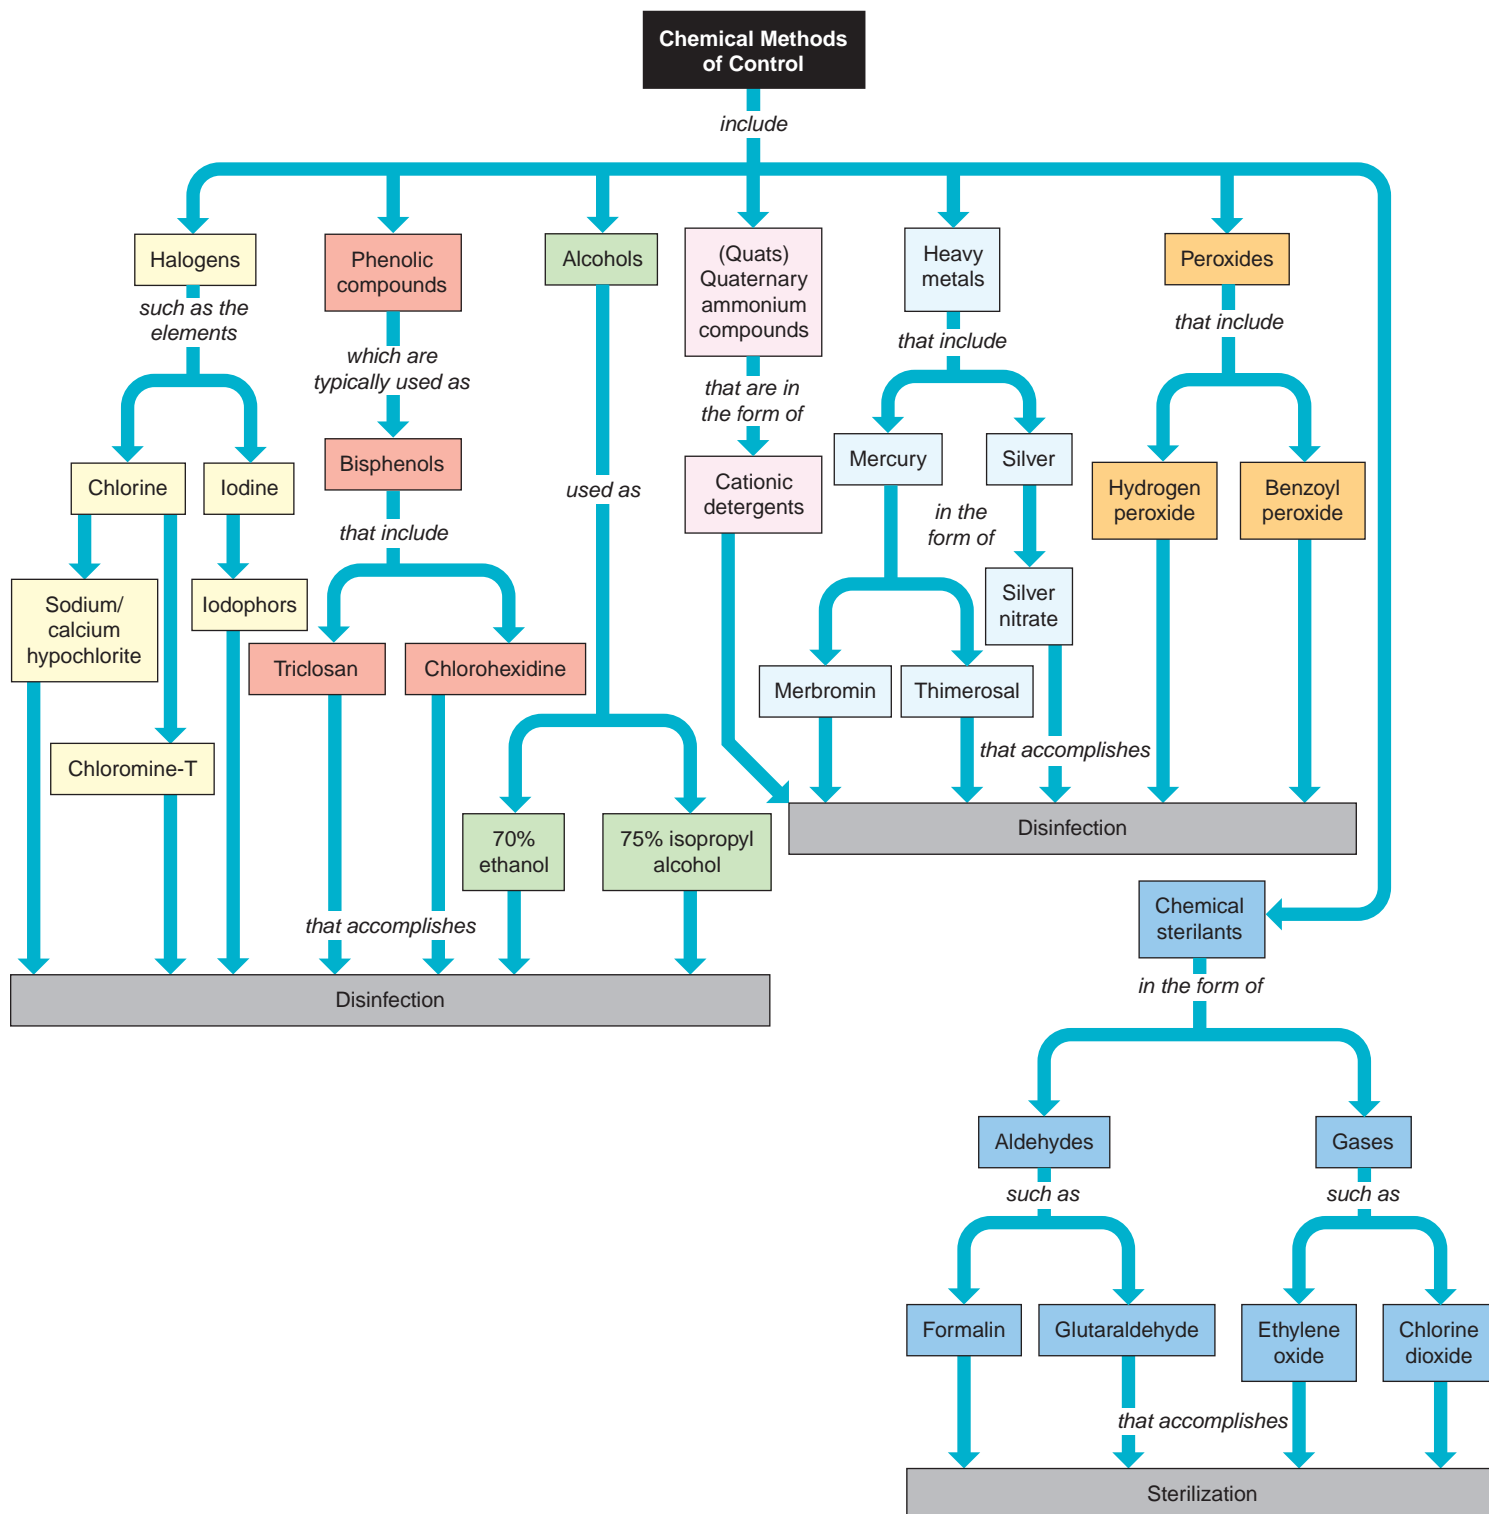 Chemical Methods
of Control
include
Halogens
Phenolic
compounds
Alcohols
(Quats)
Quaternary
ammonium
compounds
Heavy
metals
Peroxides
such as the
elements
which are
typically used as
that are in
the form of
that include
that include
Chlorine
Iodine
Bisphenols
used as
Cationic
detergents
Mercury
Silver
in the
form of
Hydrogen
peroxide
Benzoyl
peroxide
that include
Sodium/
calcium
hypochlorite
Iodophors
Silver
nitrate
Triclosan
Chlorohexidine
Merbromin
Thimerosal
Chloromine-T
that accomplishes
70%
ethanol
75% isopropyl
alcohol
Disinfection
that accomplishes
Chemical
sterilants
Disinfection
in the form of
Aldehydes
Gases
such as
such as
Formalin
Glutaraldehyde
Ethylene
oxide
Chlorine
dioxide
that accomplishes
Sterilization